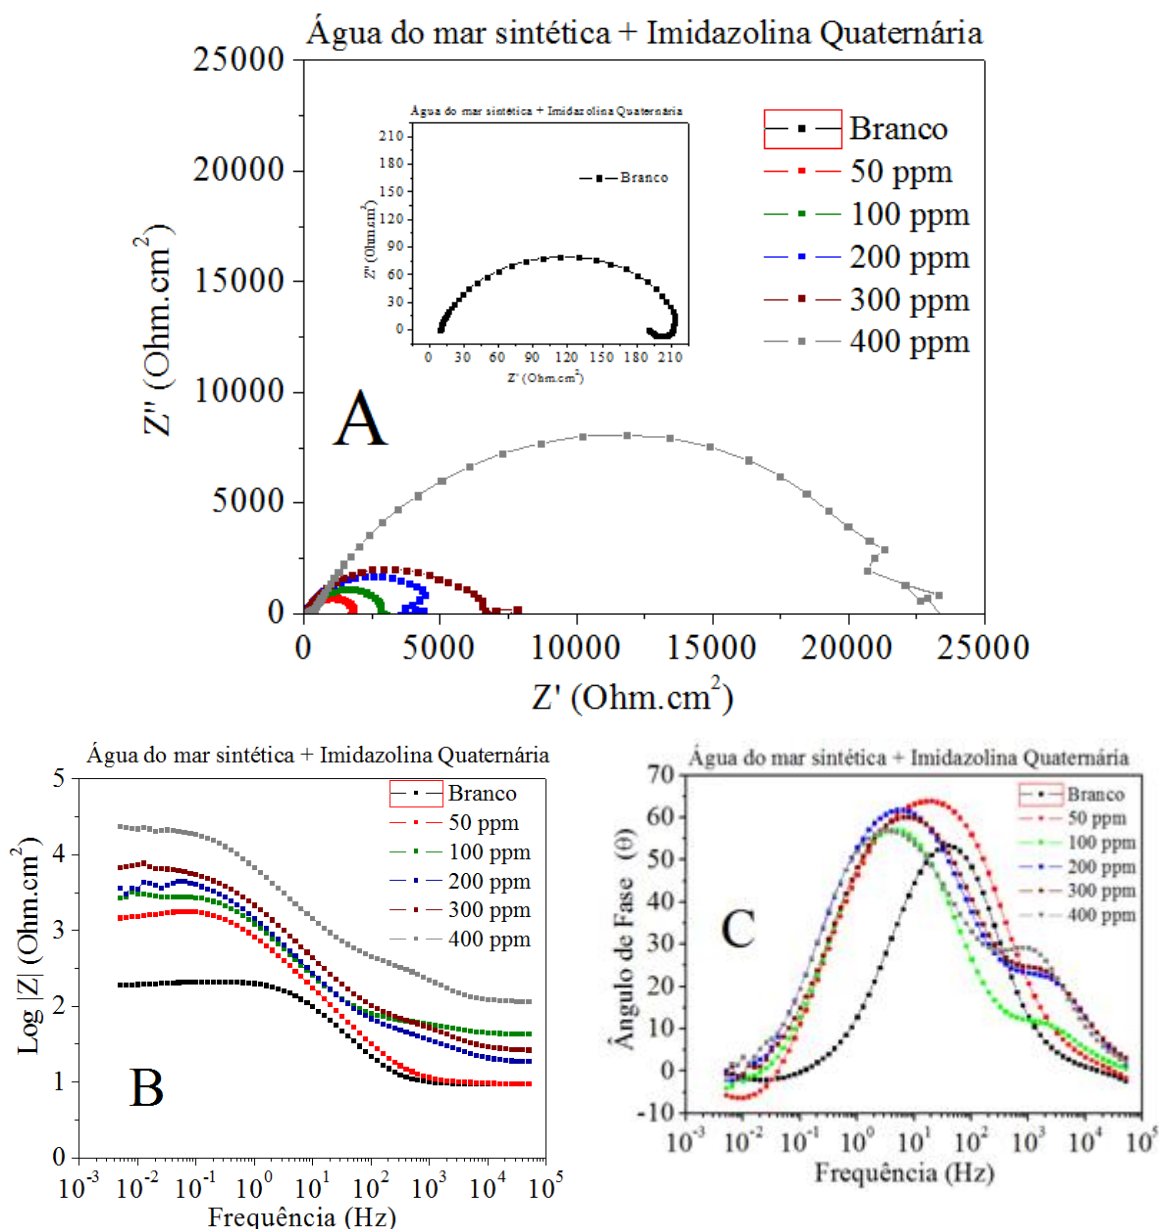 Água do mar sintética + Imidazolina Quaternária
25000
20000
15000
10000
5000
0
Z'' (Ohm.cm²)
0 5000 10000 15000 20000 25000
Z' (Ohm.cm²)
Branco
50 ppm
100 ppm
200 ppm
300 ppm
400 ppm
Água do mar sintética + Imidazolina Quaternária
210
180
150
120
90
60
30
0
Z'' (Ohm.cm²)
Branco
0 30 60 90 120 150 180 210
Z' (Ohm.cm²)
A
Água do mar sintética + Imidazolina Quaternária
5
4
3
2
1
0
Log |Z| (Ohm.cm²)
Branco
50 ppm
100 ppm
200 ppm
300 ppm
400 ppm
B
10⁻³ 10⁻² 10⁻¹ 10⁰ 10¹ 10² 10³ 10⁴ 10⁵
Frequência (Hz)
Água do mar sintética + Imidazolina Quaternária
70
60
50
40
30
20
10
0
-10
Ângulo de Fase (θ)
Branco
50 ppm
100 ppm
200 ppm
300 ppm
400 ppm
C
10⁻³ 10⁻² 10⁻¹ 10⁰ 10¹ 10² 10³ 10⁴ 10⁵
Frequência (Hz)